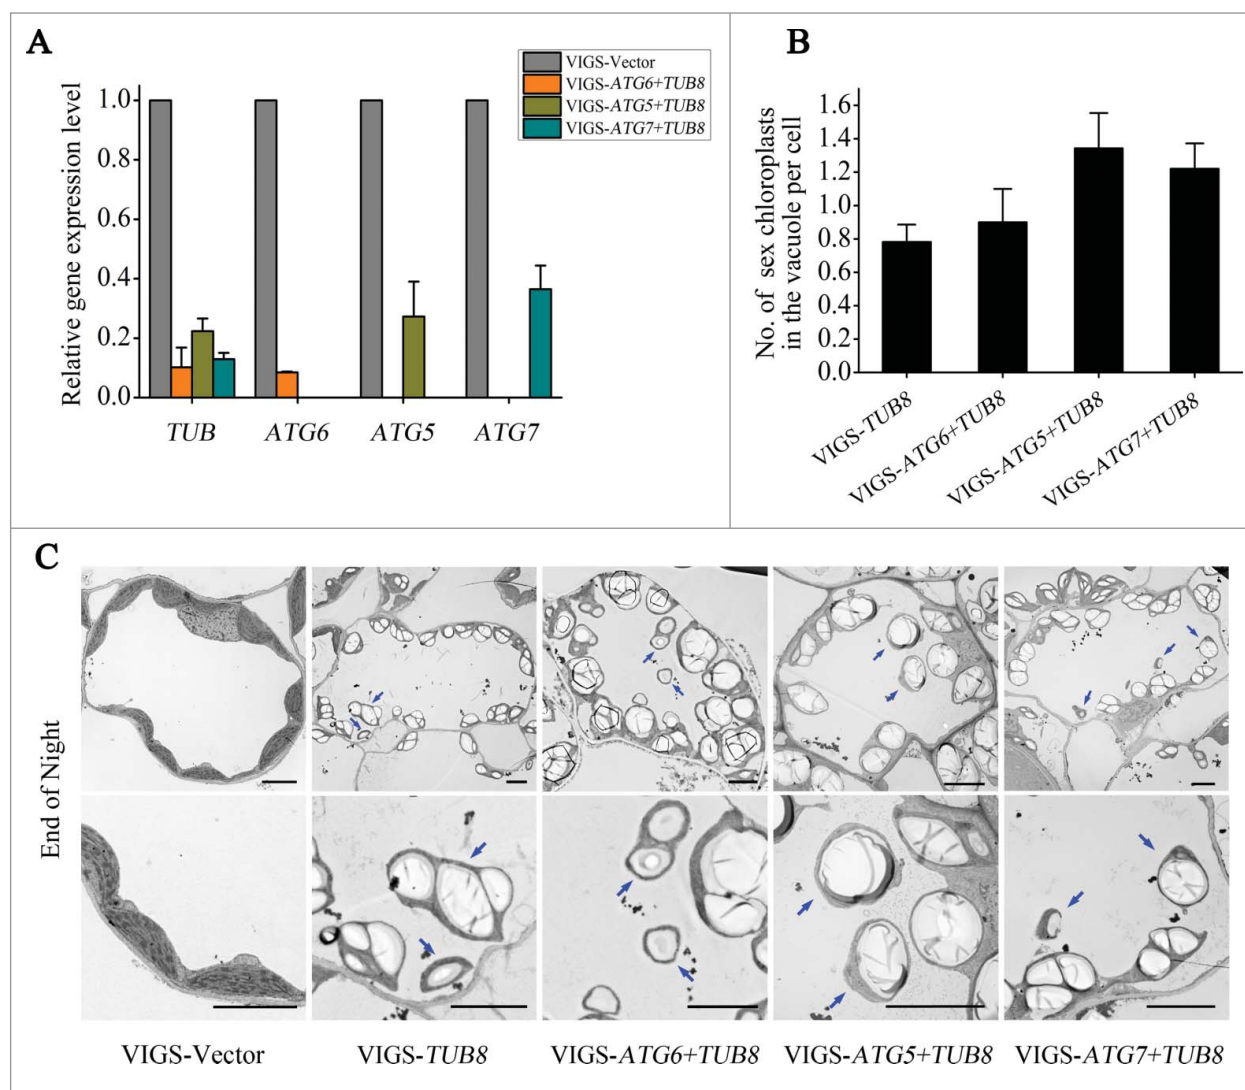 A
VIGS-Vector
VIGS-ATG6+TUB8
VIGS-ATG5+TUB8
VIGS-ATG7+TUB8
Relative gene expression level
1.0
0.8
0.6
0.4
0.2
0.0
TUB
ATG6
ATG5
ATG7
B
No. of sex chloroplasts
in the vacuole per cell
1.6
1.4
1.2
1.0
0.8
0.6
0.4
0.2
0.0
VIGS-TUB8
VIGS-ATG6+TUB8
VIGS-ATG5+TUB8
VIGS-ATG7+TUB8
C
End of Night
VIGS-Vector
VIGS-TUB8
VIGS-ATG6+TUB8
VIGS-ATG5+TUB8
VIGS-ATG7+TUB8